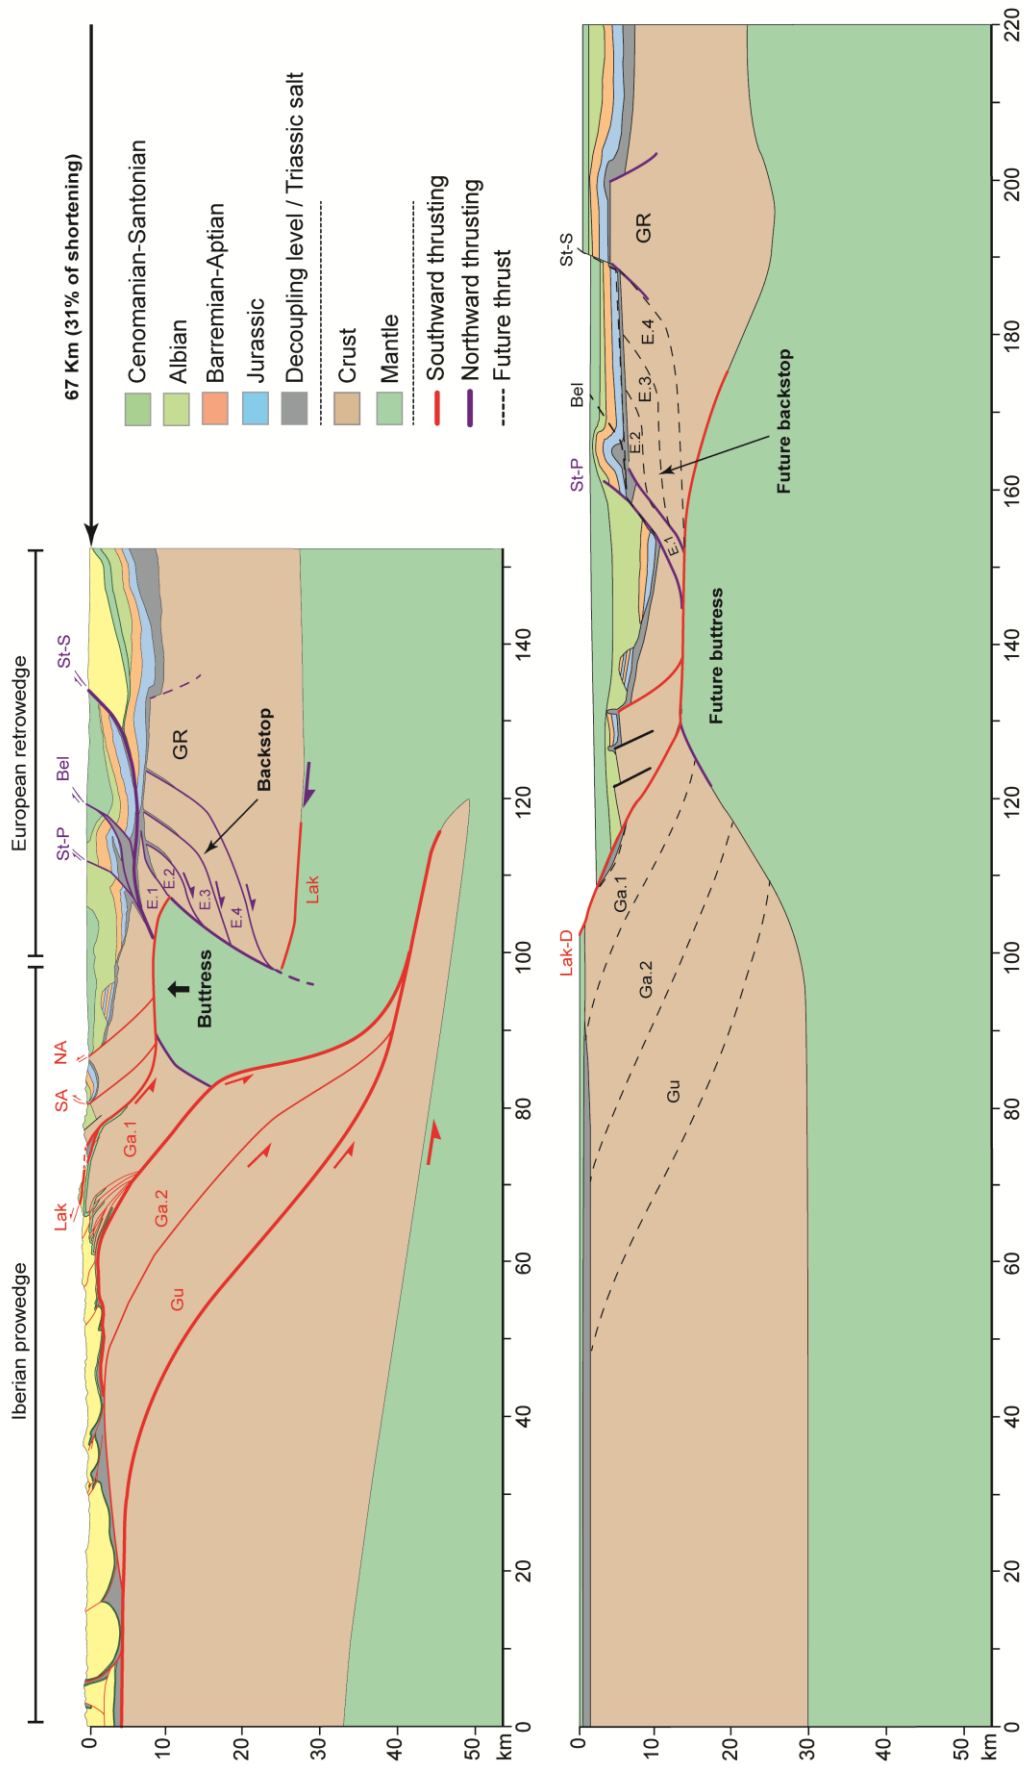 Iberian prowedge
European retrowedge
67 Km (31% of shortening)
Lak
SA
NA
St-P
Bel
St-S
0
10
20
30
40
50
km
Ga.1
Ga.2
Gu
Buttress
E.1
E.2
E.3
E.4
GR
Backstop
Lak
0
20
40
60
80
100
120
140
Cenomanian-Santonian
Albian
Barremian-Aptian
Jurassic
Decoupling level / Triassic salt
Crust
Mantle
Southward thrusting
Northward thrusting
Future thrust
Lak-D
St-P
Bel
St-S
0
10
20
30
40
50
km
Ga.1
Ga.2
Gu
E.1
E.2
E.3
E.4
GR
Future buttress
Future backstop
0
20
40
60
80
100
120
140
160
180
200
220